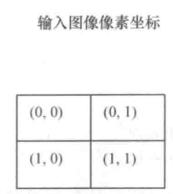 输入图像像素坐标
(0, 0) (0, 1)
(1, 0) (1, 1)